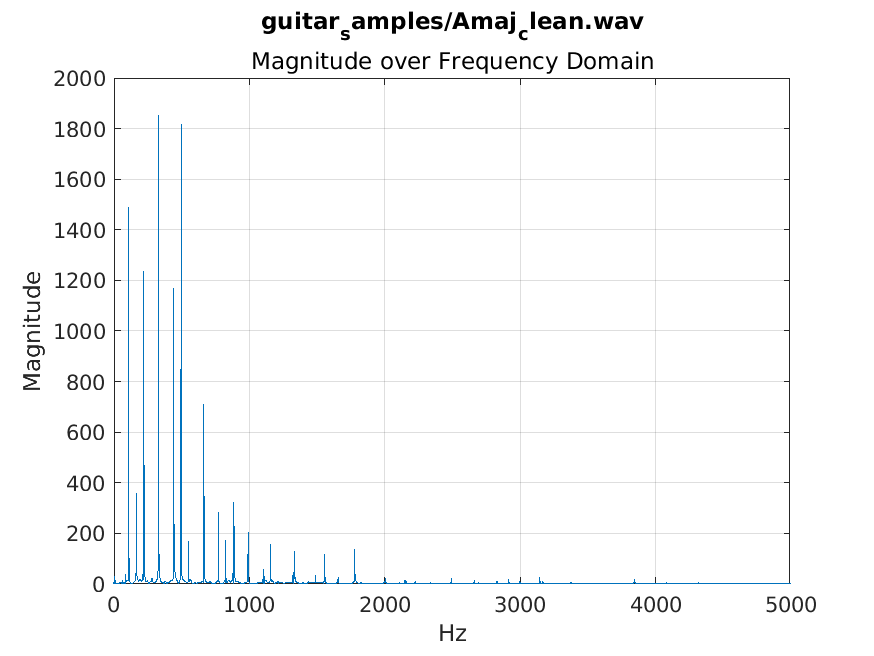 guitarsamples/Amajclean.wav
Magnitude over Frequency Domain
2000
1800
1600
1400
1200
1000
800
600
400
200
0
Magnitude
0 1000 2000 3000 4000 5000
Hz